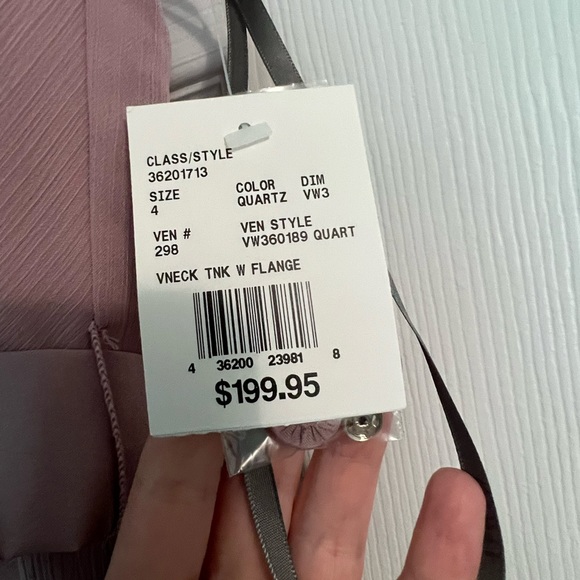 CLASS/STYLE
36201713
SIZE COLOR DIM
4 QUARTZ VW3
VEN # VEN STYLE
298 VW360189 QUART
VNECK TNK W FLANGE
4 36200 23981 8
$199.95